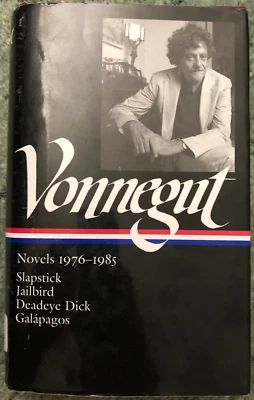 Vonnegut
Novels 1976–1985
Slapstick
Jailbird
Deadeye Dick
Galápagos